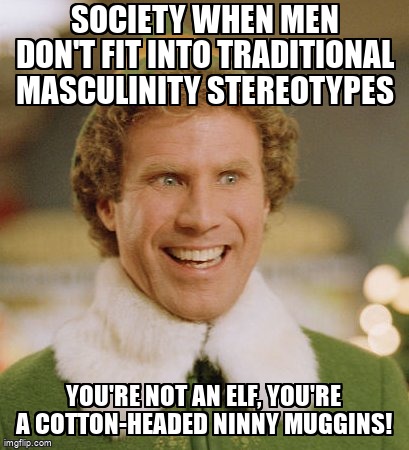 SOCIETY WHEN MEN
DON'T FIT INTO TRADITIONAL
MASCULINITY STEREOTYPES
YOU'RE NOT AN ELF, YOU'RE
A COTTON-HEADED NINNY MUGGINS!
imgflip.com